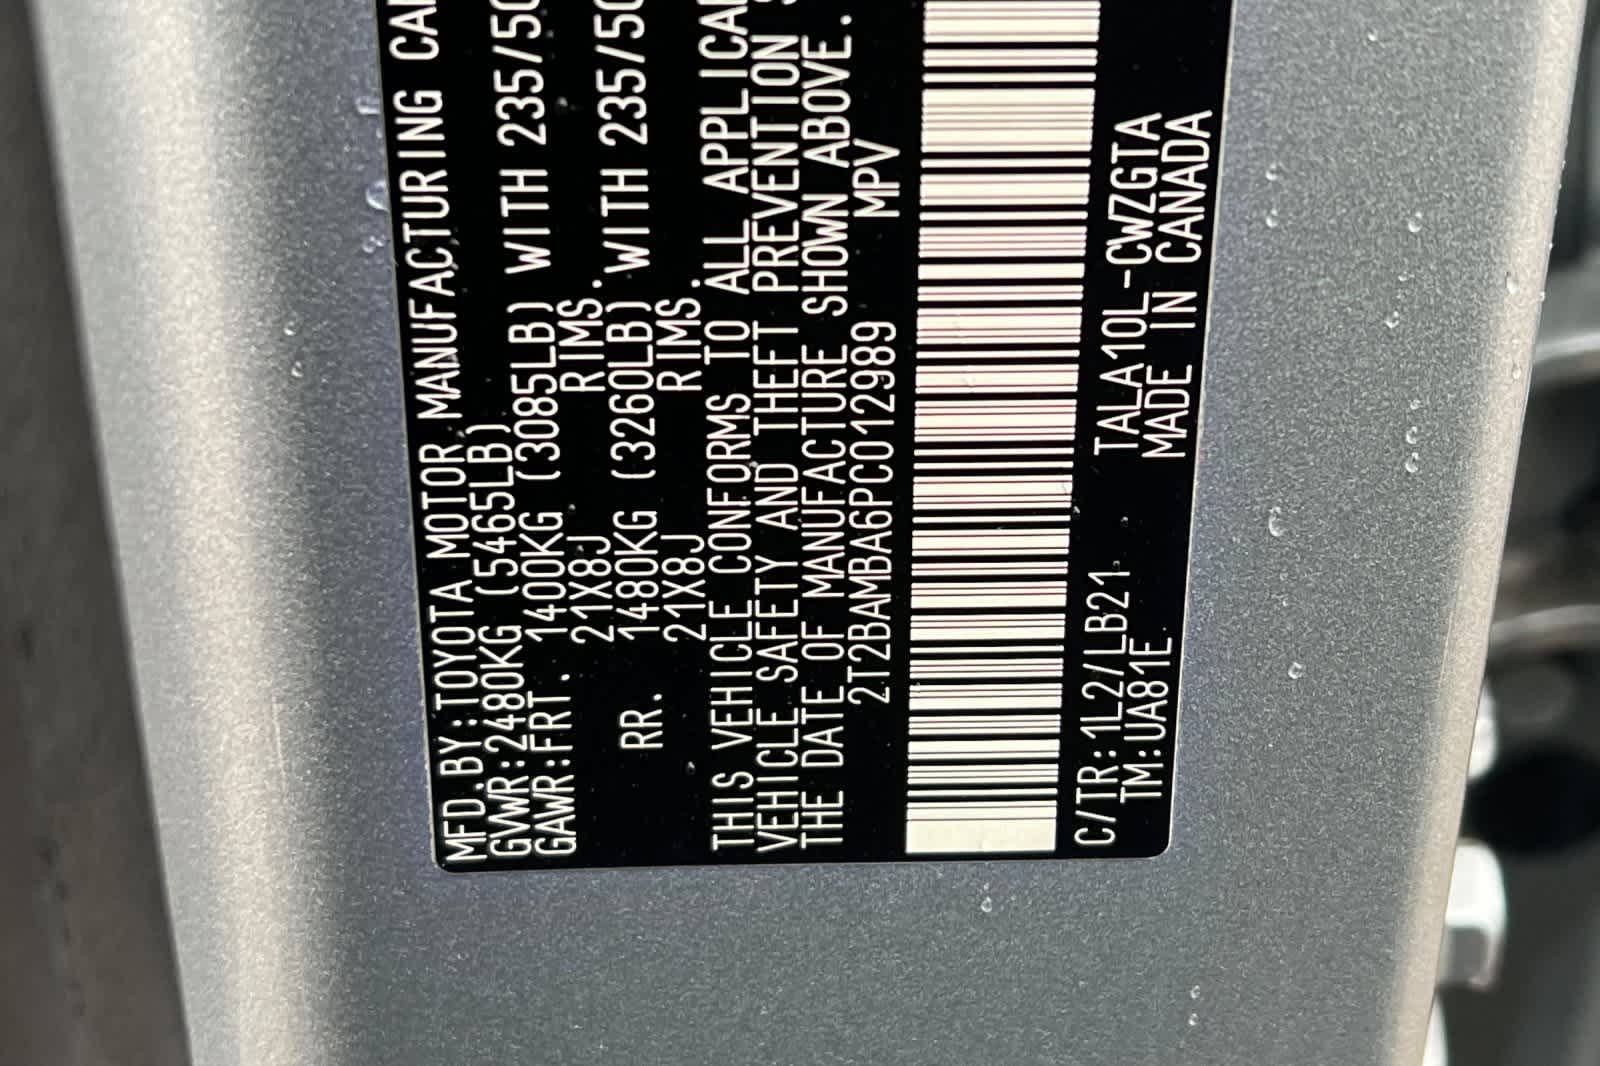 MFD.BY:TOYOTA MOTOR MANUFACTURING CA
GVWR:2480KG (5465LB)
GAWR:FRT. 1400KG (3085LB) WITH 235/50
21X8J RIMS.
RR. 1480KG (3260LB) WITH 235/50
21X8J RIMS.
THIS VEHICLE CONFORMS TO ALL APPLICA
VEHICLE SAFETY AND THEFT PREVENTION S
THE DATE OF MANUFACTURE SHOWN ABOVE.
2T2BAMBA6PC012989 MPV
C/TR:1L2/LB21 TALA10L-CWZGTA
TM:UA81E MADE IN CANADA